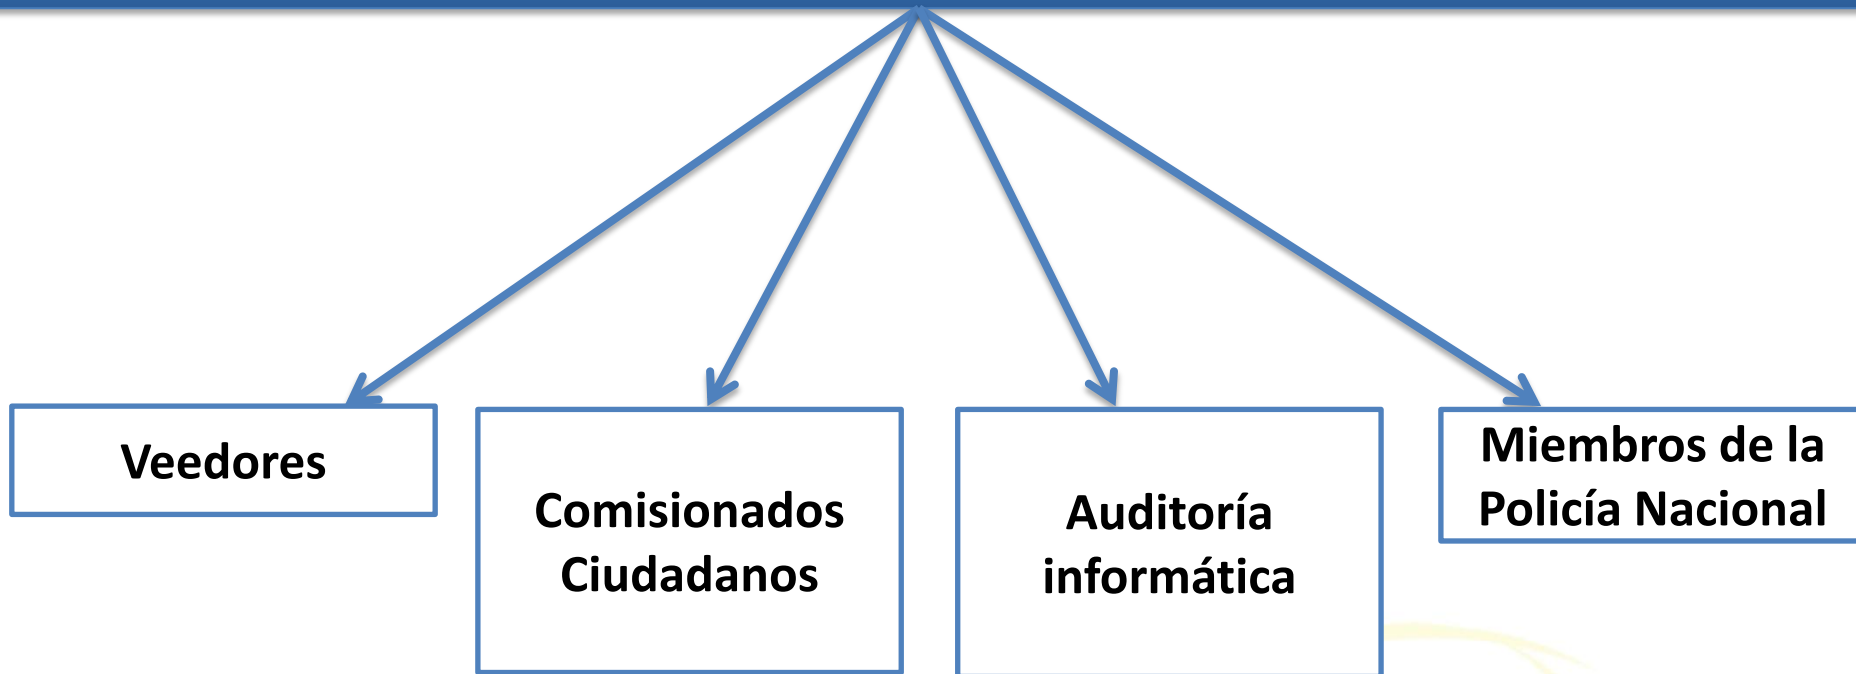 Veedores
Comisionados
Ciudadanos
Auditoría
informática
Miembros de la
Policía Nacional